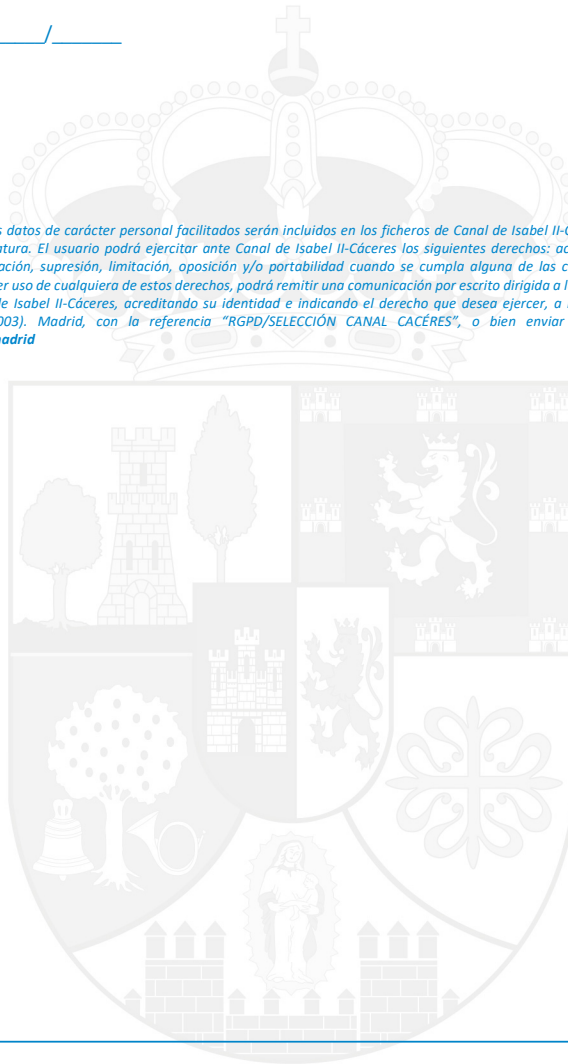 _____/_______
s datos de carácter personal facilitados serán incluidos en los ficheros de Canal de Isabel II-C
atura. El usuario podrá ejercitar ante Canal de Isabel II-Cáceres los siguientes derechos: ac
ación, supresión, limitación, oposición y/o portabilidad cuando se cumpla alguna de las c
er uso de cualquiera de estos derechos, podrá remitir una comunicación por escrito dirigida a l
de Isabel II-Cáceres, acreditando su identidad e indicando el derecho que desea ejercer, a
003). Madrid, con la referencia “RGPD/SELECCIÓN CANAL CACÉRES”, o bien enviar
nadrid